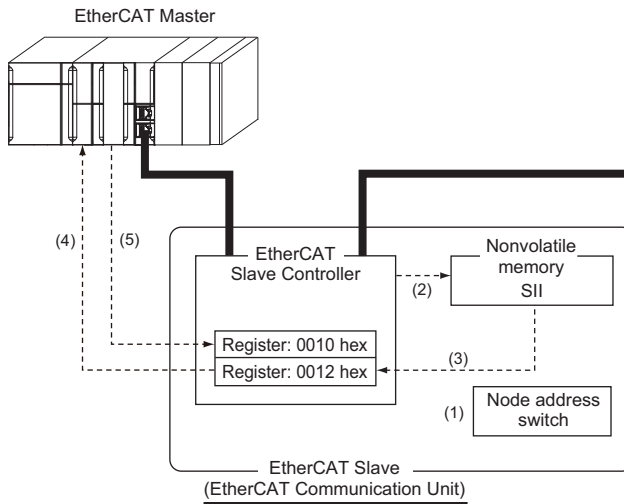 EtherCAT Master
(4)
(5)
EtherCAT
Slave Controller
(2)
Nonvolatile
memory
SII
Register: 0010 hex
Register: 0012 hex
(3)
(1)
Node address
switch
EtherCAT Slave
(EtherCAT Communication Unit)